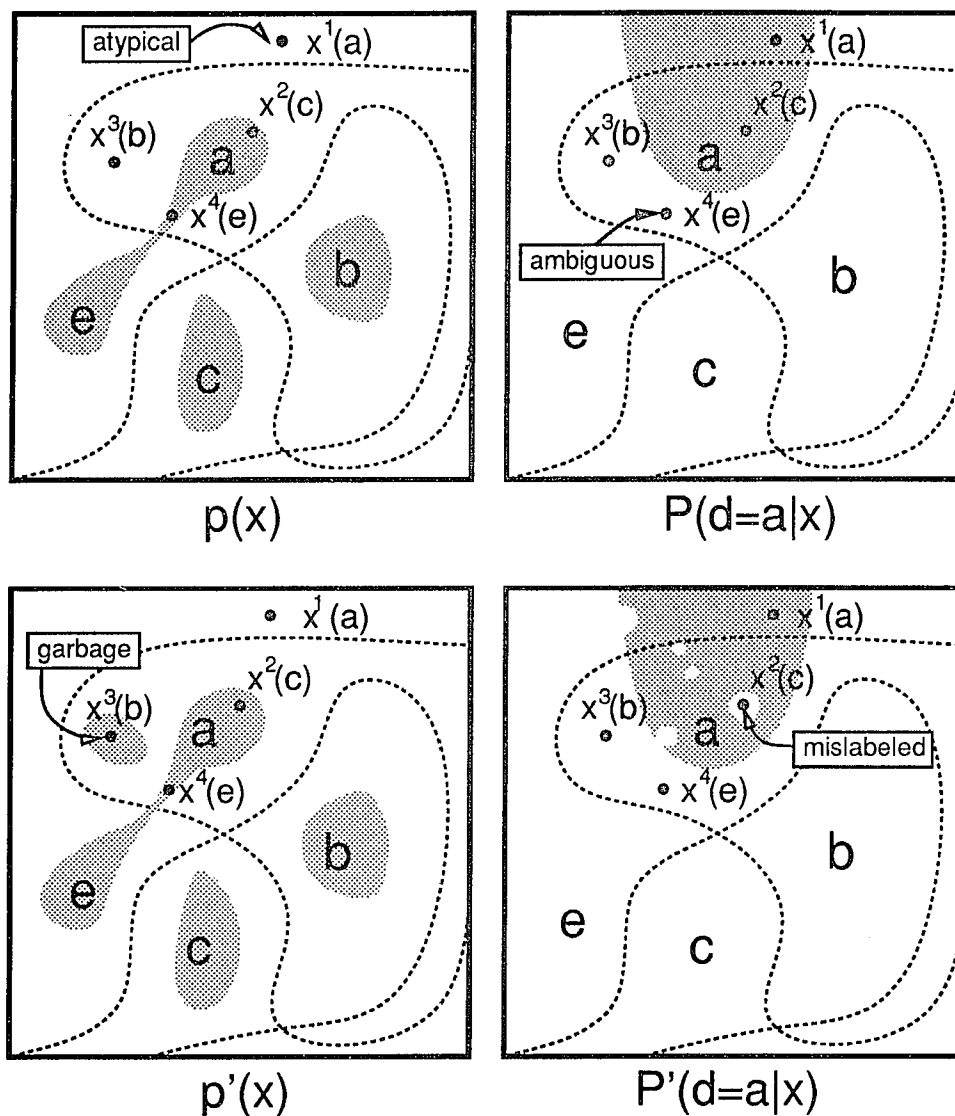 atypical
x¹(a)
x²(c)
x³(b)
a
x⁴(e)
b
e
c
p(x)
x¹(a)
x²(c)
x³(b)
a
x⁴(e)
ambiguous
b
e
c
P(d=a|x)
x¹(a)
garbage
x²(c)
x³(b)
a
x⁴(e)
b
e
c
p'(x)
x¹(a)
x²(c)
x³(b)
a
mislabeled
x⁴(e)
b
e
c
P'(d=a|x)